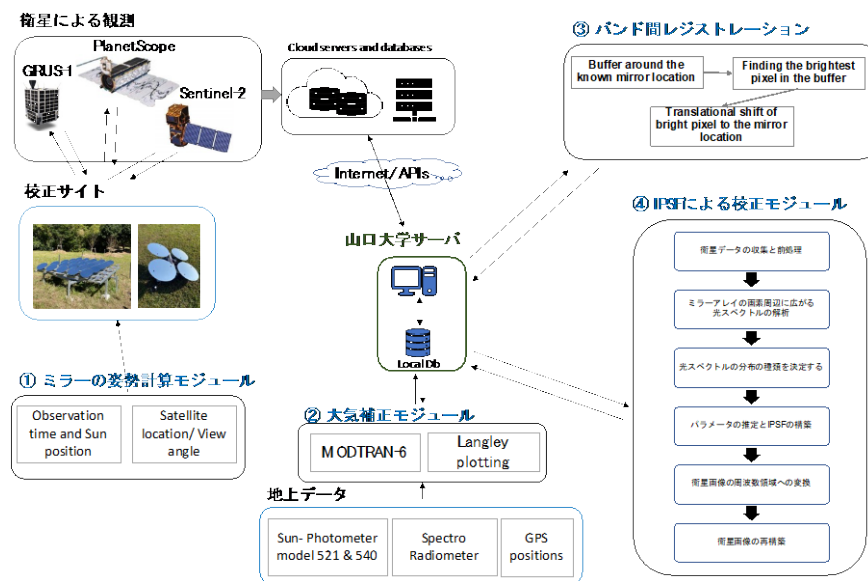 衛星による観測
PlanetScope
GRUS-1
Sentinel-2
Cloud servers and databases
Internet/APIs
校正サイト
山口大学サーバ
Local Db
① ミラーの姿勢計算モジュール
Observation
time and Sun
position
Satellite
location/ View
angle
② 大気補正モジュール
MODTRAN-6
Langley
plotting
地上データ
Sun- Photometer
model 521 & 540
Spectro
Radiometer
GPS
positions
③ バンド間レジストレーション
Buffer around the
known mirror location
Finding the brightest
pixel in the buffer
Translational shift of
bright pixel to the mirror
location
④ IPSFによる校正モジュール
衛星データの収集と前処理
ミラーアレイの画素周辺に広がる
光スペクトルの解析
光スペクトルの分布の種類を決定する
パラメータの推定とIPSFの構築
衛星画像の周波数領域への変換
衛星画像の再構築